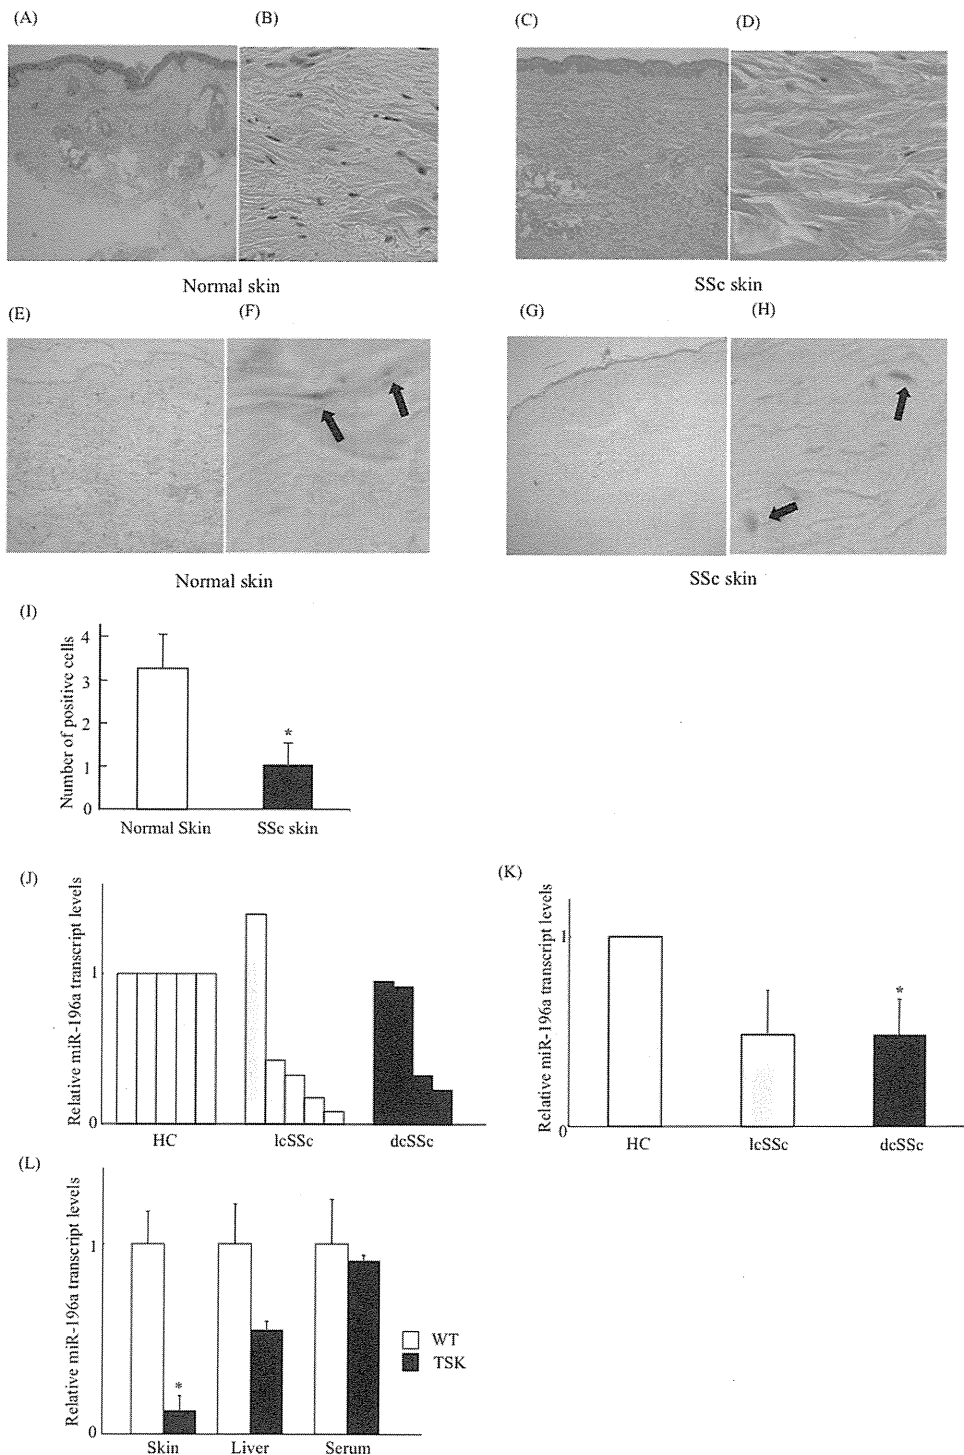 (A)
(B)
(C)
(D)
Normal skin
SSc skin
(E)
(F)
(G)
(H)
Normal skin
SSc skin
(I)
Number of positive cells
4
3
2
1
0
*
Normal Skin
SSc skin
(J)
Relative miR-196a transcript levels
1
0
HC
lcSSc
dcSSc
(K)
Relative miR-196a transcript levels
1
0
*
HC
lcSSc
dcSSc
(L)
Relative miR-196a transcript levels
1
0
*
WT
TSK
Skin
Liver
Serum